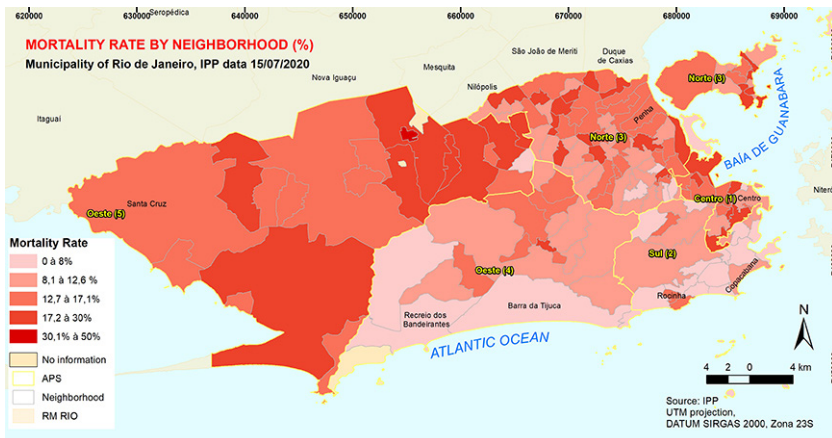 620000 630000 640000 650000 660000 670000 680000 690000
Seropédica
MORTALITY RATE BY NEIGHBORHOOD (%)
Municipality of Rio de Janeiro, IPP data 15/07/2020
São João de Meriti
Duque
de Caxias
Mesquita
Nova Iguaçu
Nilópolis
Itaguaí
Norte (3)
Penha
Norte (3)
BAÍA DE GUANABARA
Santa Cruz
Oeste (5)
Centro (1)
Centro
Sul (2)
Oeste (4)
Copacabana
Rocinha
Barra da Tijuca
Recreio dos
Bandeirantes
ATLANTIC OCEAN
Mortality Rate
0 à 8%
8,1 à 12,6 %
12,7 à 17,1%
17,2 à 30%
30,1% à 50%
No information
APS
Neighborhood
RM RIO
N
4 2 0 4 km
Source: IPP
UTM projection,
DATUM SIRGAS 2000, Zona 23S